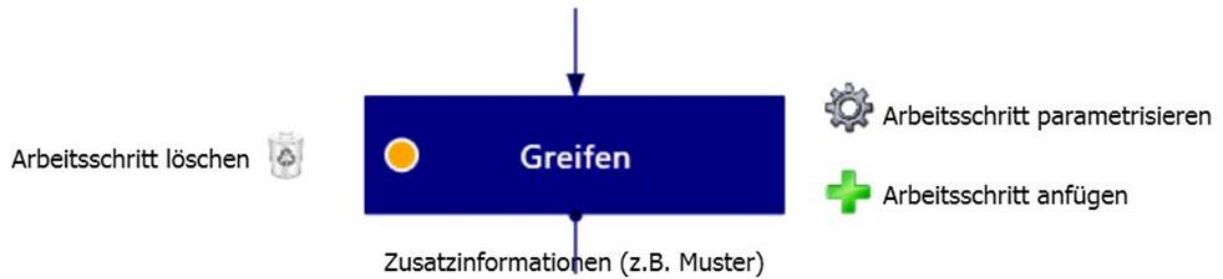 Arbeitsschritt löschen
Greifen
Arbeitsschritt parametrisieren
Arbeitsschritt anfügen
Zusatzinformationen (z.B. Muster)